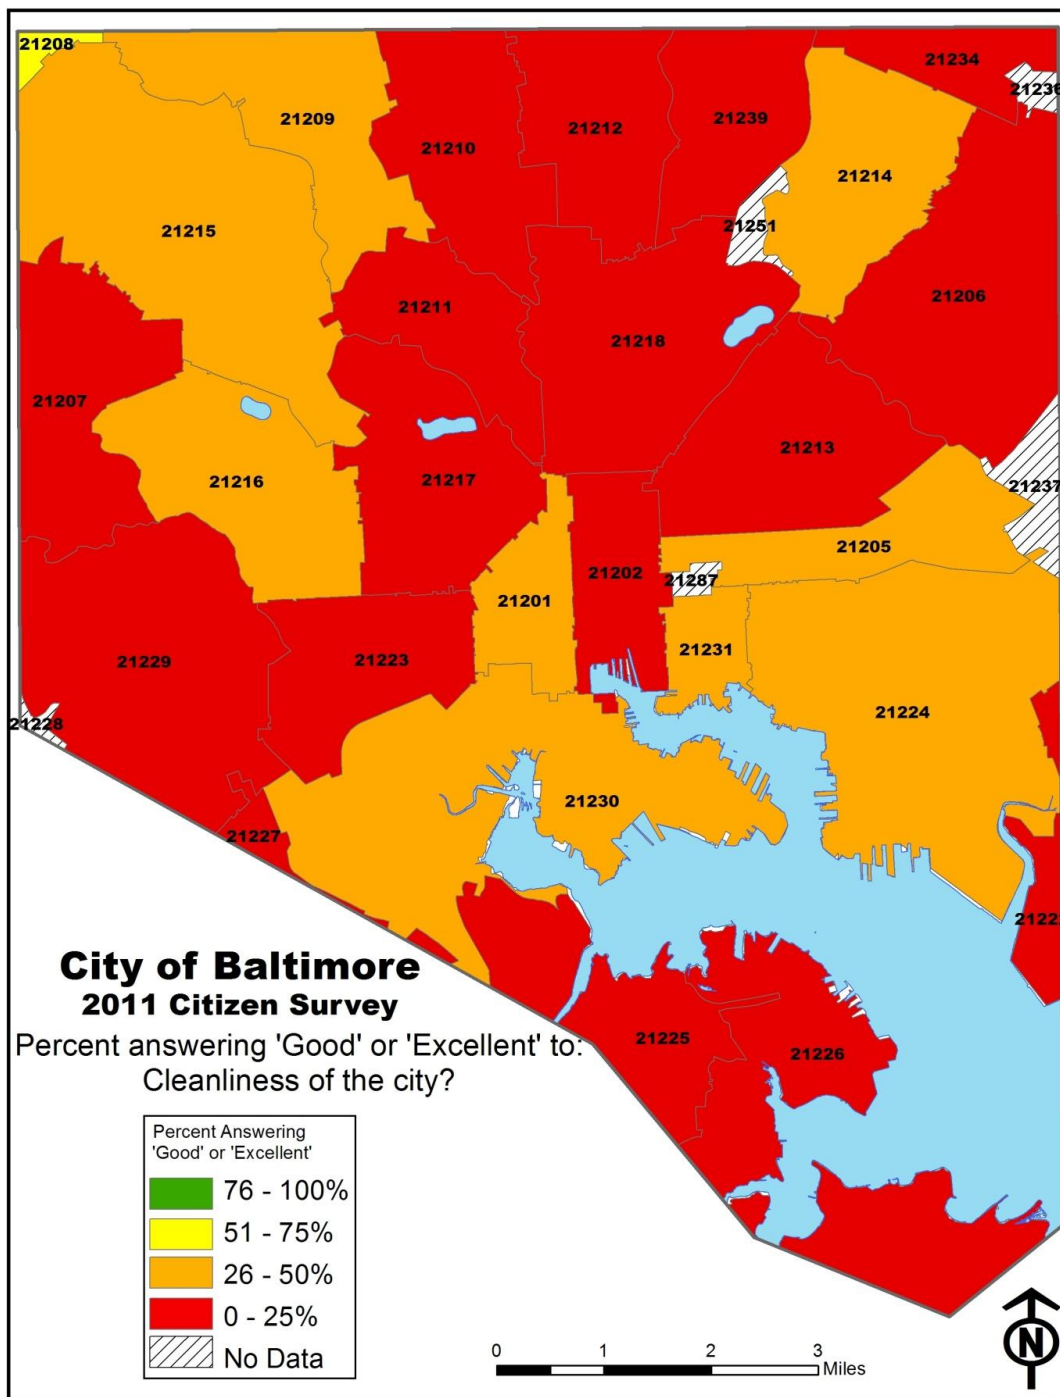 21208
21234
21236
21209
21212
21239
21210
21214
21251
21215
21206
21211
21218
21207
21213
21216
21217
21237
21205
21202
21287
21201
21231
21229
21223
21224
21228
21230
21227
City of Baltimore
2011 Citizen Survey
Percent answering 'Good' or 'Excellent' to:
Cleanliness of the city?
21225
21226
Percent Answering
'Good' or 'Excellent'
76 - 100%
51 - 75%
26 - 50%
0 - 25%
No Data
0 1 2 3
Miles
N